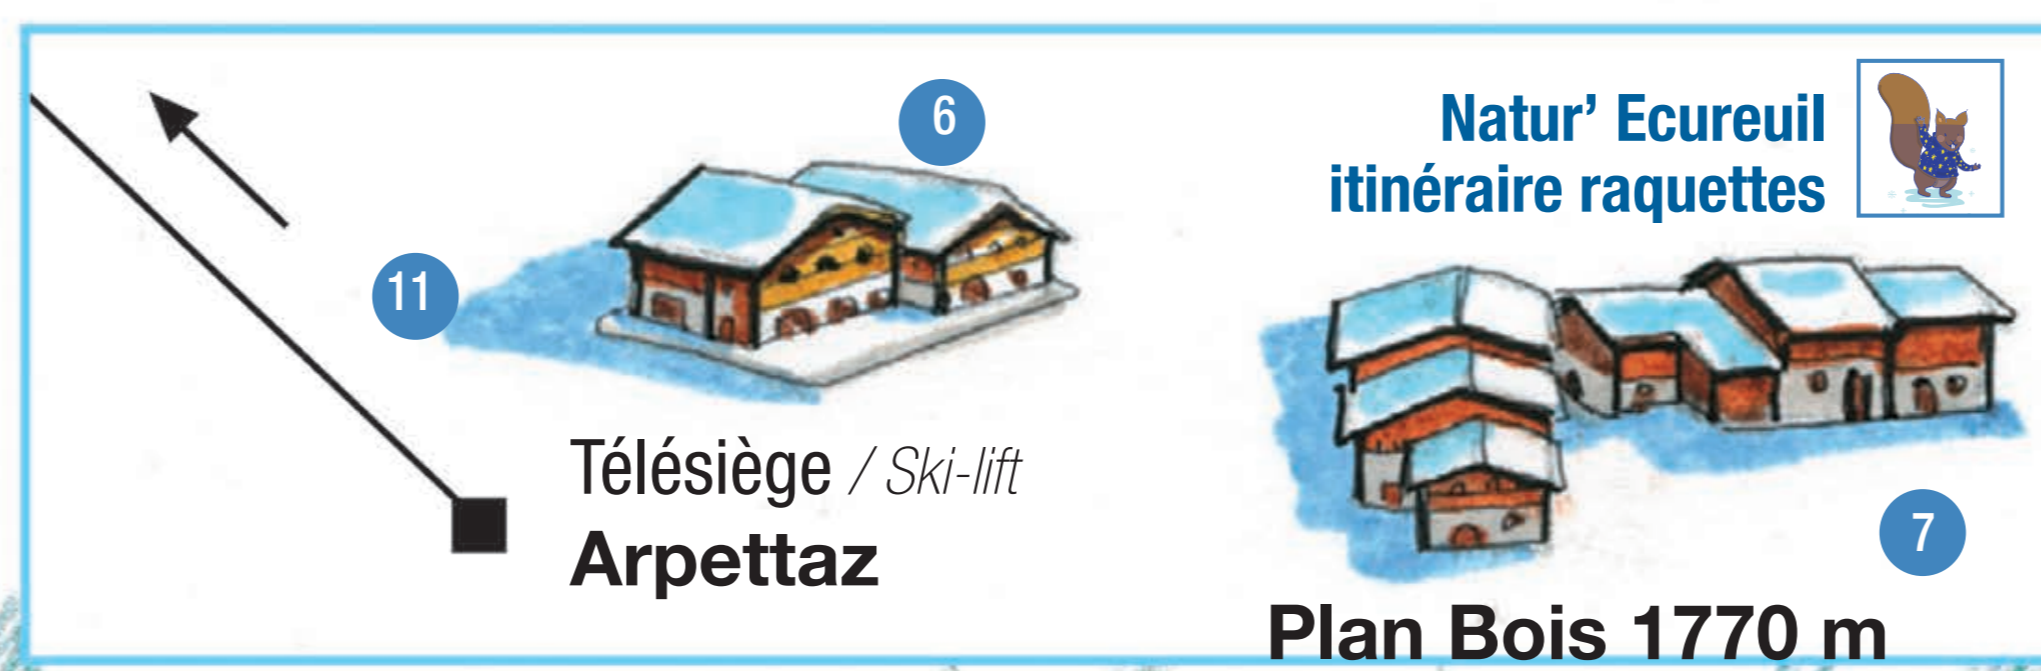 6
Natur’ Ecureuil
itinéraire raquettes
11
Télésiège / Ski-lift
Arpettaz
7
Plan Bois 1770 m